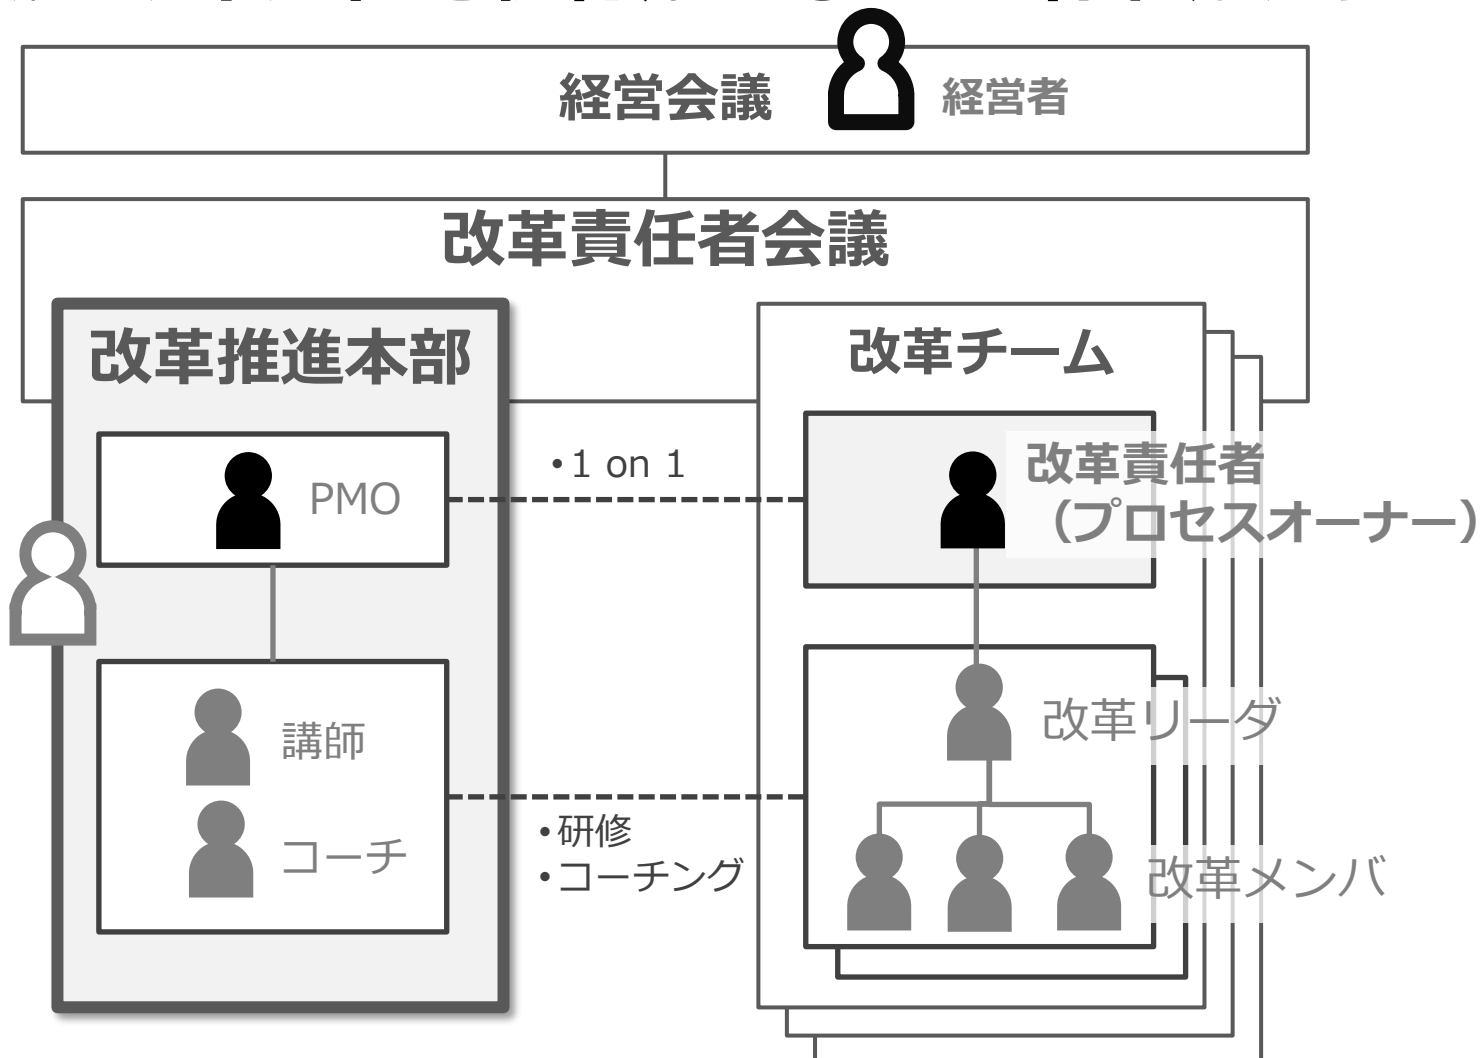 経営会議
経営者
改革責任者会議
改革推進本部
改革チーム
PMO
•1 on 1
改革責任者
（プロセスオーナー）
講師
コーチ
•研修
•コーチング
改革リーダ
改革メンバ